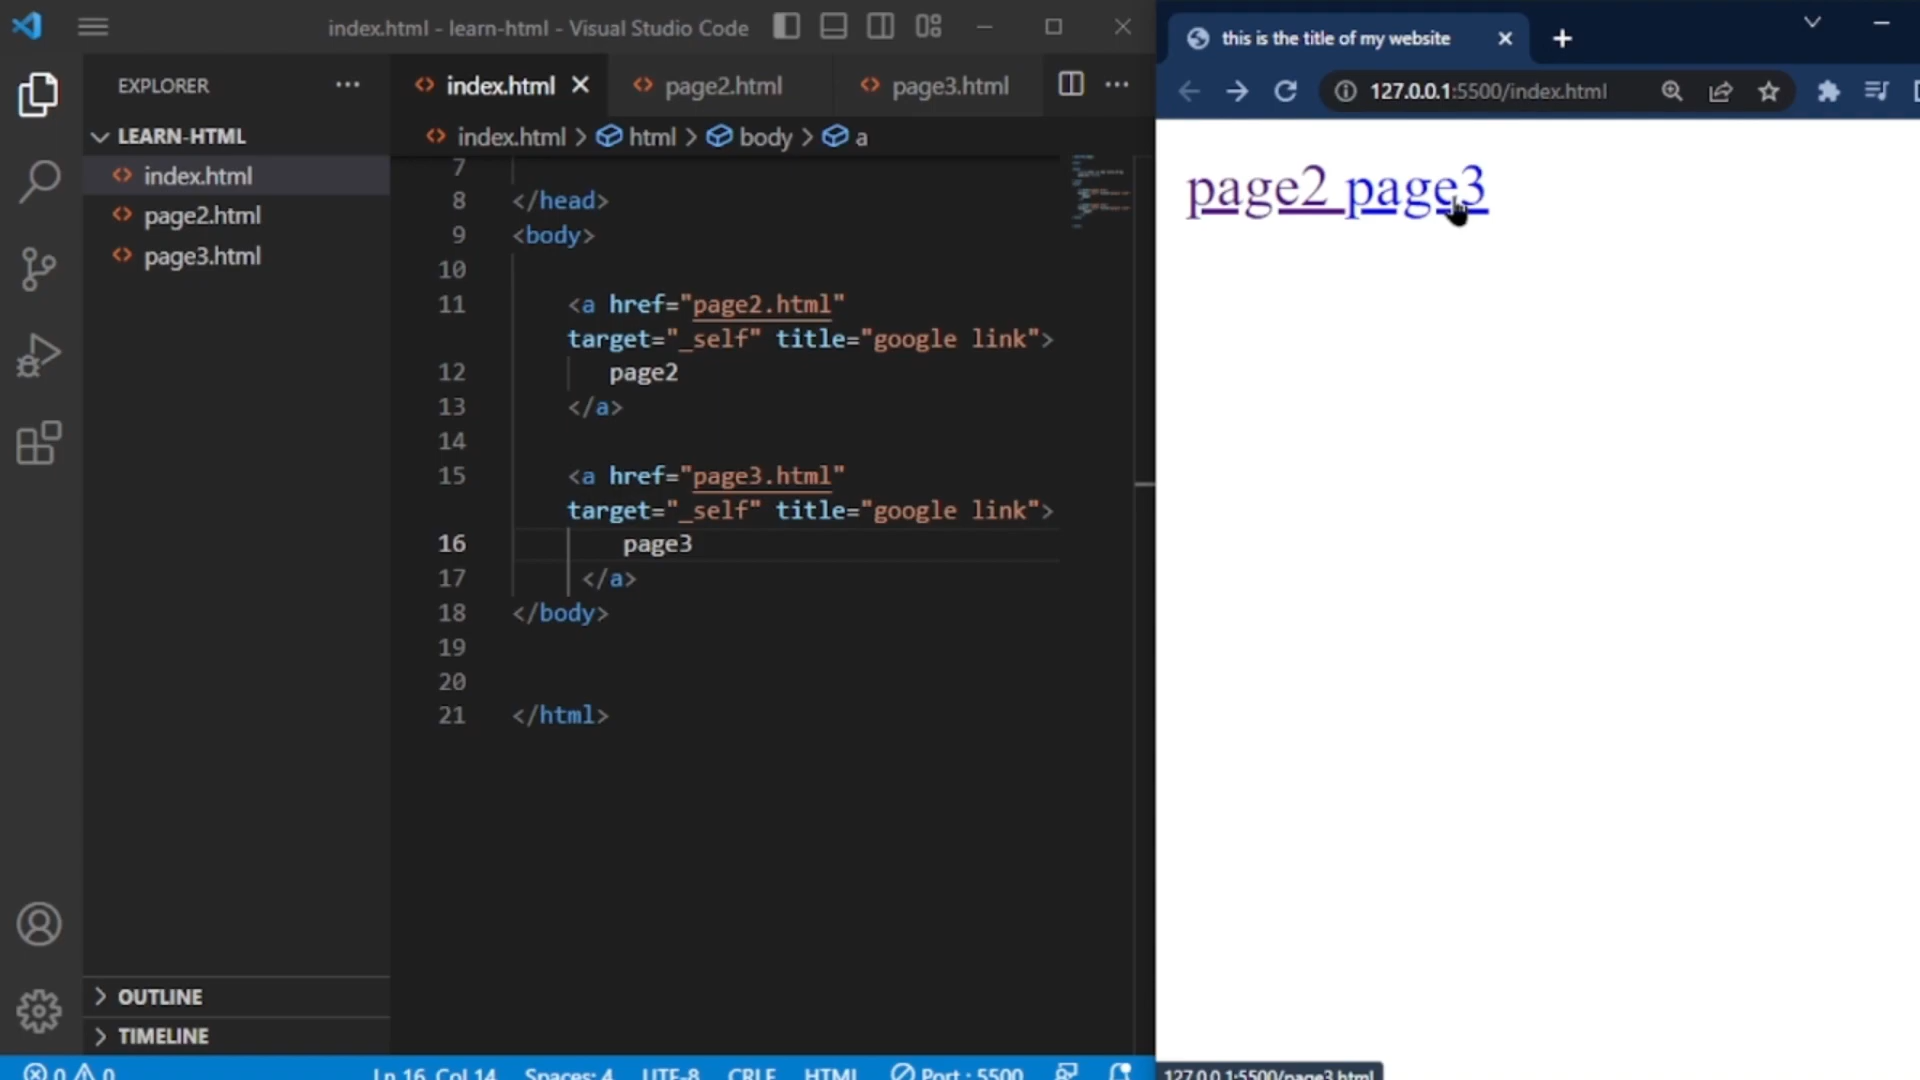 index.html - learn-html - Visual Studio Code
EXPLORER
LEARN-HTML
index.html
page2.html
page3.html
OUTLINE
TIMELINE
index.html
page2.html
page3.html
index.html > html > body > a
7
8 </head>
9 <body>
10
11 <a href="page2.html"
target="_self" title="google link">
12 page2
13 </a>
14
15 <a href="page3.html"
target="_self" title="google link">
16 page3
17 </a>
18 </body>
19
20
21 </html>
0 0 Ln 16, Col 14 Spaces: 4 UTF-8 CRLF HTML Port : 5500
this is the title of my website
127.0.0.1:5500/index.html
page2 page3
127.0.0.1:5500/page3.html